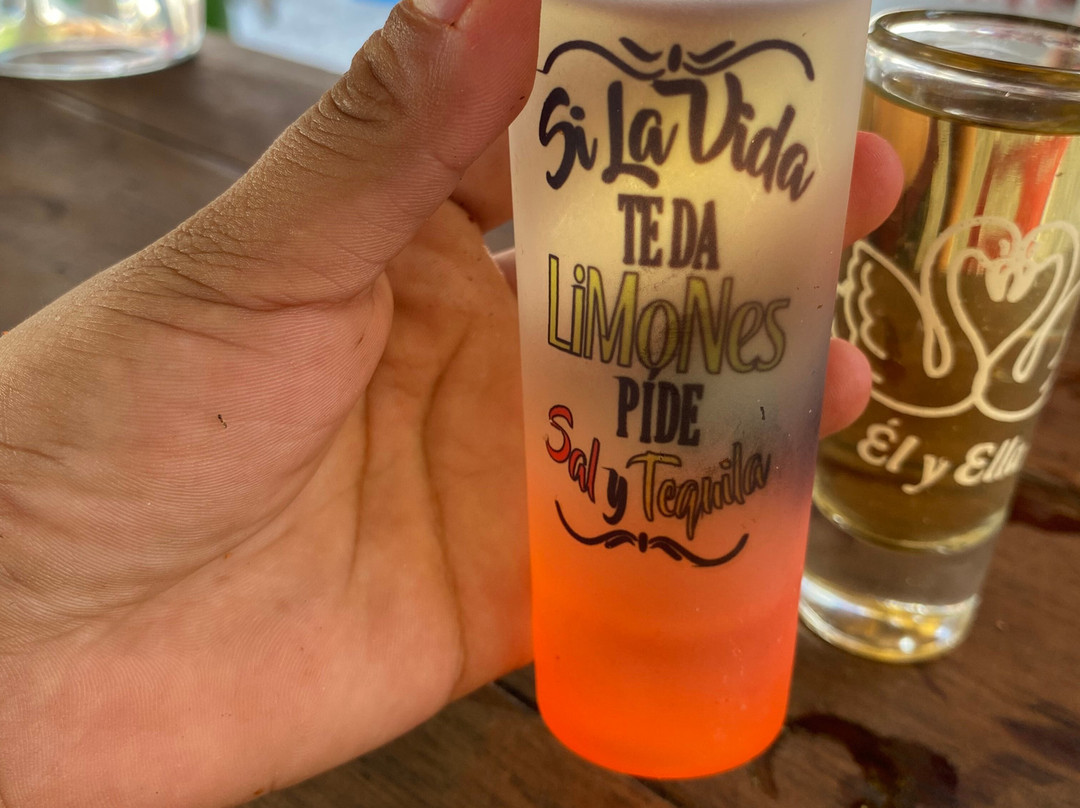 Si La Vida
TE DA
LiMoNes
PÍDE
Sal y Tequila
Él y Ella